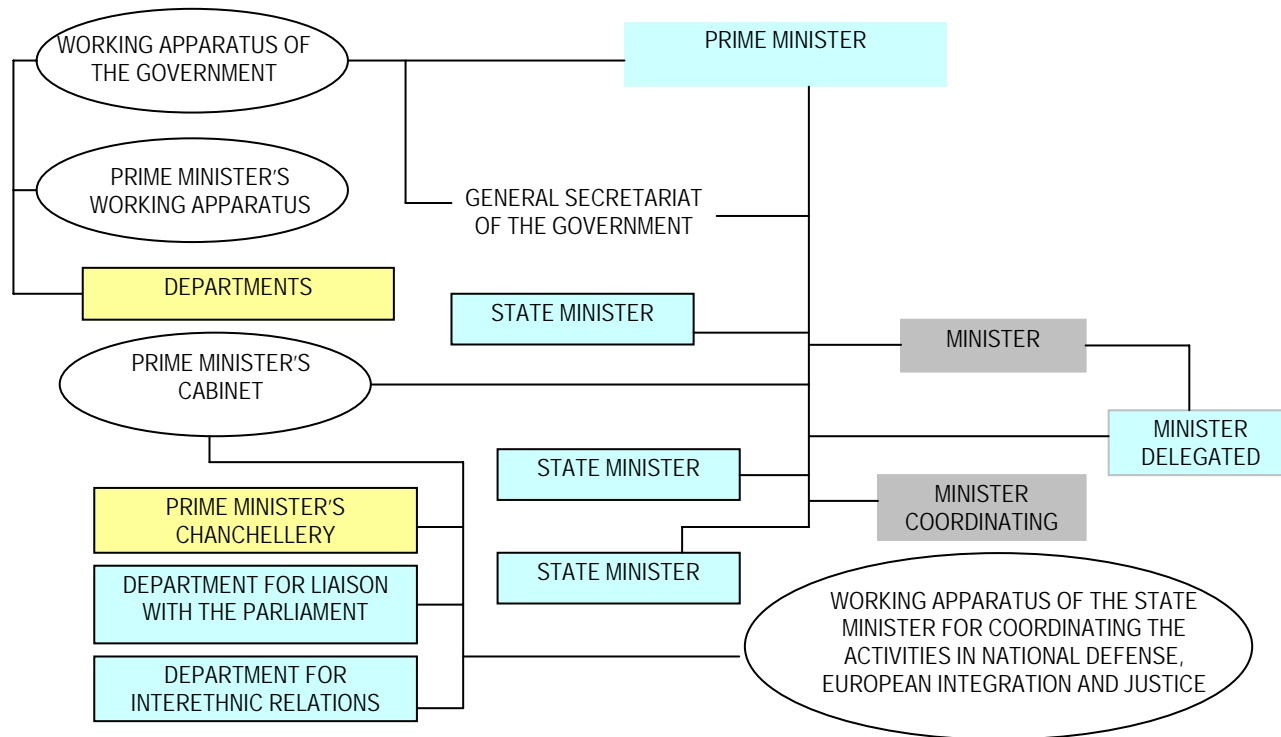 WORKING APPARATUS OF
THE GOVERNMENT
PRIME MINISTER
PRIME MINISTER'S
WORKING APPARATUS
GENERAL SECRETARIAT
OF THE GOVERNMENT
DEPARTMENTS
STATE MINISTER
MINISTER
PRIME MINISTER'S
CABINET
MINISTER
DELEGATED
STATE MINISTER
MINISTER
COORDINATING
PRIME MINISTER'S
CHANCHELLERY
STATE MINISTER
DEPARTMENT FOR LIAISON
WITH THE PARLIAMENT
WORKING APPARATUS OF THE STATE
MINISTER FOR COORDINATING THE
ACTIVITIES IN NATIONAL DEFENSE,
EUROPEAN INTEGRATION AND JUSTICE
DEPARTMENT FOR
INTERETHNIC RELATIONS